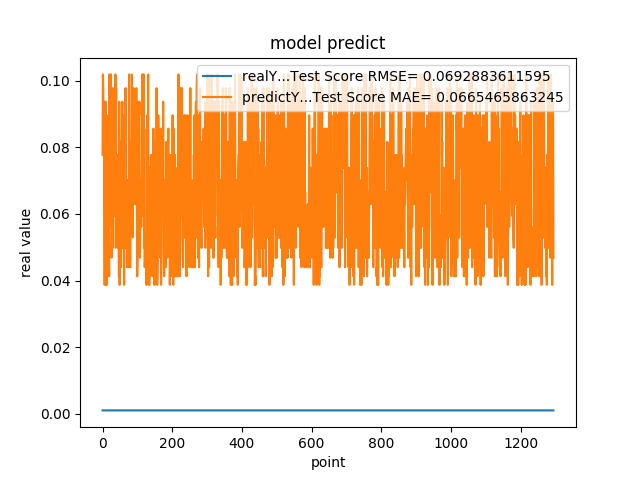 model predict
realY...Test Score RMSE= 0.0692883611595
predictY...Test Score MAE= 0.0665465863245
0.10
0.08
0.06
0.04
0.02
0.00
real value
0 200 400 600 800 1000 1200
point